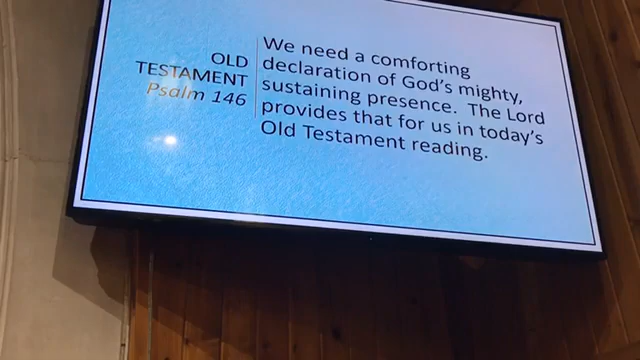 OLD
TESTAMENT
Psalm 146
We need a comforting
declaration of God's mighty,
sustaining presence. The Lord
provides that for us in today's
Old Testament reading.